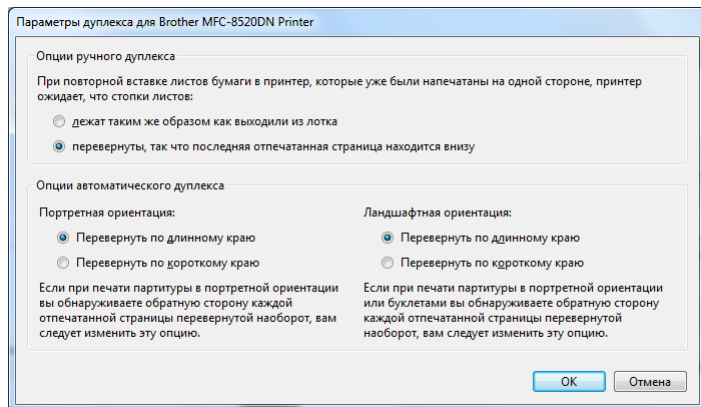 Параметры дуплекса для Brother MFC-8520DN Printer
Опции ручного дуплекса
При повторной вставке листов бумаги в принтер, которые уже были напечатаны на одной стороне, принтер
ожидает, что стопки листов:
лежат таким же образом как выходили из лотка
перевернуты, так что последняя отпечатанная страница находится внизу
Опции автоматического дуплекса
Портретная ориентация:
Перевернуть по длинному краю
Перевернуть по короткому краю
Если при печати партитуры в портретной ориентации
вы обнаруживаете обратную сторону каждой
отпечатанной страницы перевернутой наоборот, вам
следует изменить эту опцию.
Ландшафтная ориентация:
Перевернуть по длинному краю
Перевернуть по короткому краю
Если при печати партитуры в портретной ориентации
или буклетами вы обнаруживаете обратную сторону
каждой отпечатанной страницы перевернутой
наоборот, вам следует изменить эту опцию.
OK
Отмена